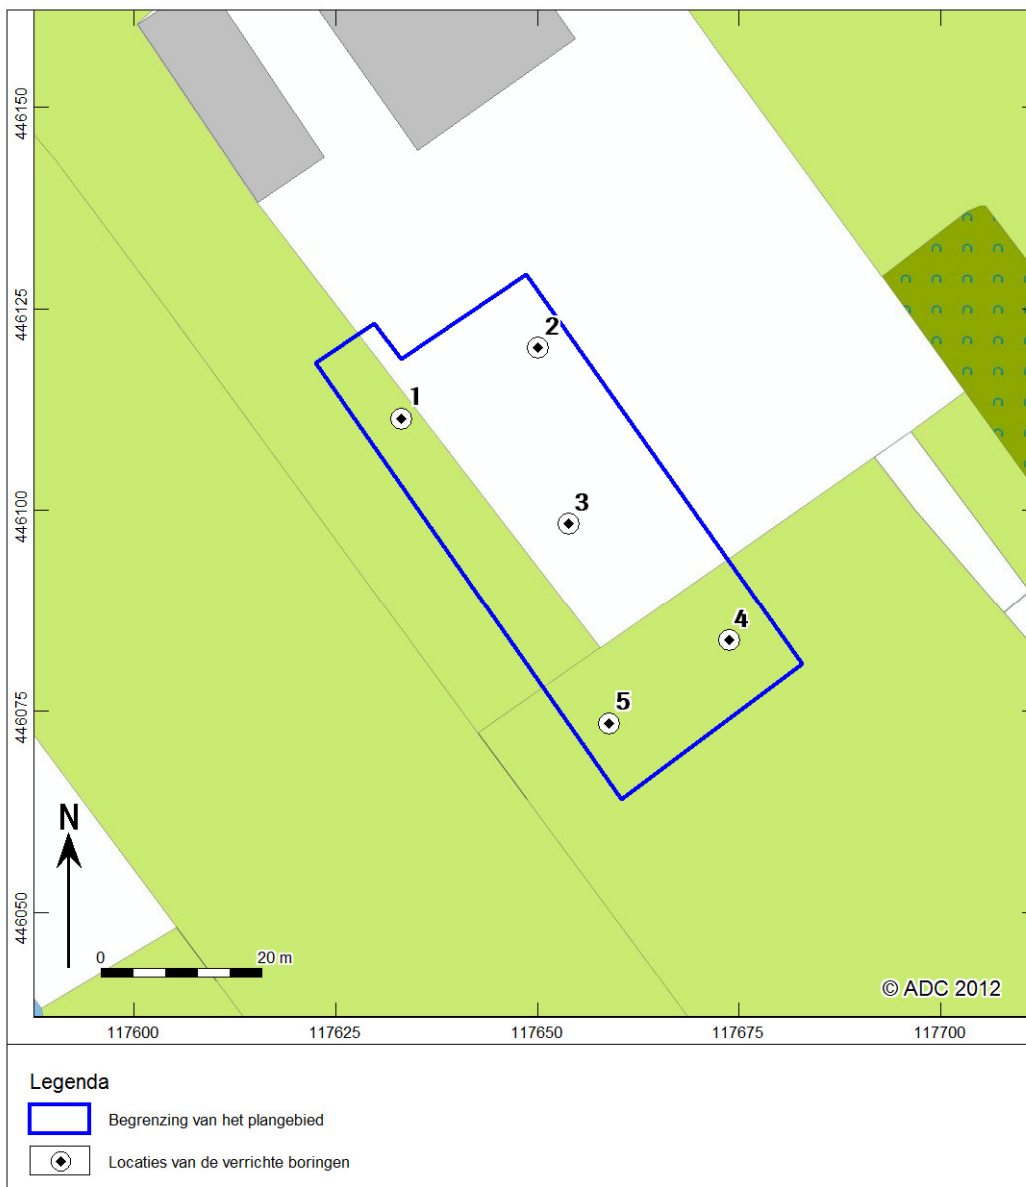 446150
446125
446100
446075
446050
2
1
3
4
5
N
0 20 m
© ADC 2012
117600 117625 117650 117675 117700
Legenda
Begrenzing van het plangebied
Locaties van de verrichte boringen